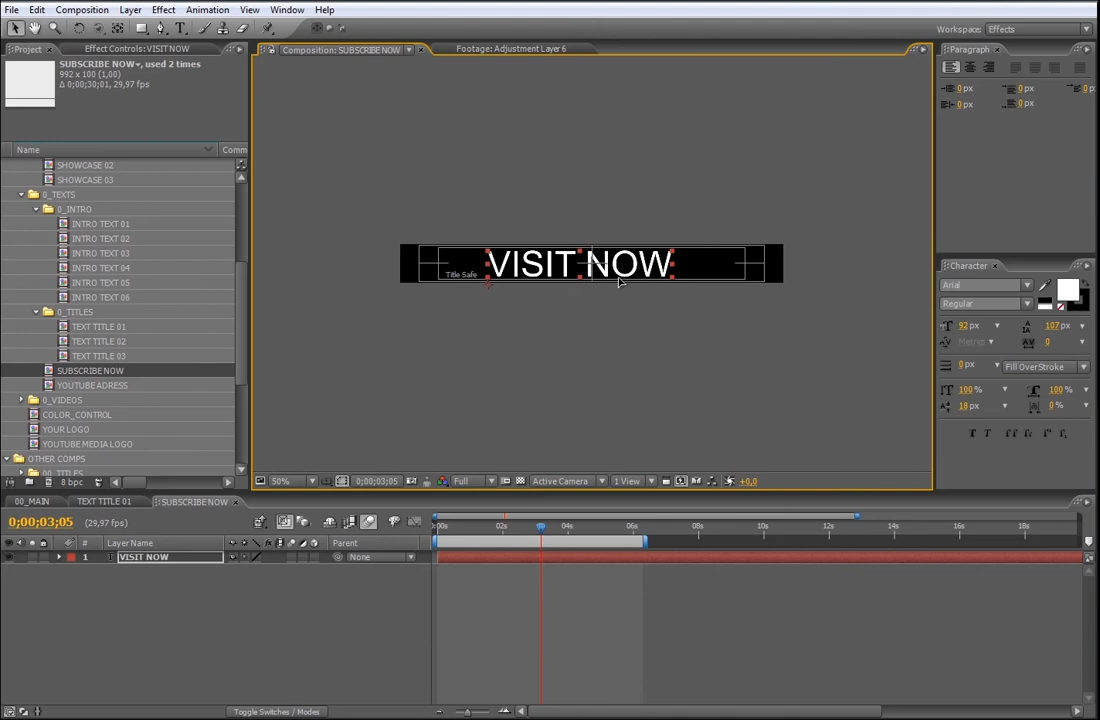 File Edit Composition Layer Effect Animation View Window Help
Workspace: Effects
Project Effect Controls: VISIT NOW
Composition: SUBSCRIBE NOW
Footage: Adjustment Layer 6
Paragraph
SUBSCRIBE NOW, used 2 times
992 x 100 (1,00)
Δ 0;00;30;01, 29,97 fps
0 px 0 px 0 p
0 px 0 px
Name Comm
SHOWCASE 02
SHOWCASE 03
0_TEXTS
0_INTRO
INTRO TEXT 01
INTRO TEXT 02
INTRO TEXT 03
INTRO TEXT 04
INTRO TEXT 05
INTRO TEXT 06
0_TITLES
TEXT TITLE 01
TEXT TITLE 02
TEXT TITLE 03
SUBSCRIBE NOW
YOUTUBE ADRESS
0_VIDEOS
COLOR_CONTROL
YOUR LOGO
YOUTUBE MEDIA LOGO
OTHER COMPS
00_TITLES
8 bpc
VISIT NOW
Title Safe
Character
Arial
Regular
92 px 107 px
Metrics 0
0 px Fill Over Stroke
100 % 100 %
18 px 0 %
50% 0;00;03;05 Full Active Camera 1 View +0,0
00_MAIN TEXT TITLE 01 SUBSCRIBE NOW
0;00;03;05 (29,97 fps)
:00s 02s 04s 06s 08s 10s 12s 14s 16s 18s
# Layer Name Parent
1 T VISIT NOW None
Toggle Switches / Modes